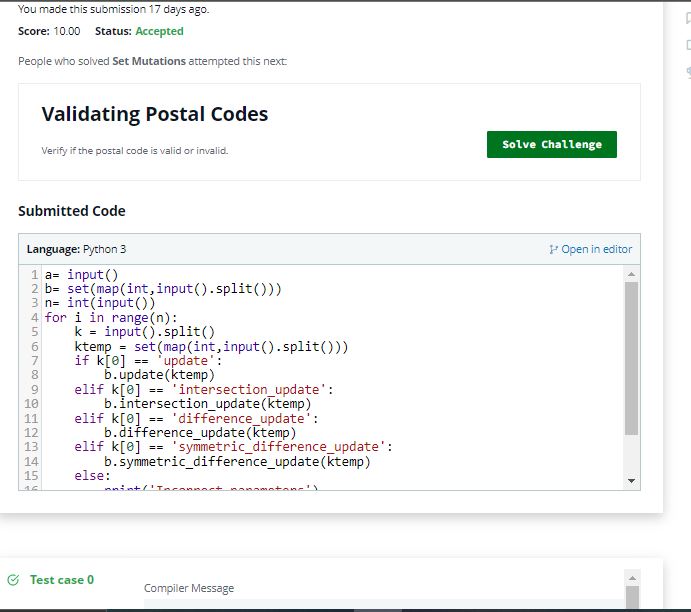 You made this submission 17 days ago.
Score: 10.00 Status: Accepted
People who solved Set Mutations attempted this next:
Validating Postal Codes
Verify if the postal code is valid or invalid.
Solve Challenge
Submitted Code
Language: Python 3 Open in editor
1 a= input()
2 b= set(map(int,input().split()))
3 n= int(input())
4 for i in range(n):
5     k = input().split()
6     ktemp = set(map(int,input().split()))
7     if k[0] == 'update':
8         b.update(ktemp)
9     elif k[0] == 'intersection_update':
10         b.intersection_update(ktemp)
11     elif k[0] == 'difference_update':
12         b.difference_update(ktemp)
13     elif k[0] == 'symmetric_difference_update':
14         b.symmetric_difference_update(ktemp)
15     else:
16         print('Incorrect parameters')
Test case 0
Compiler Message